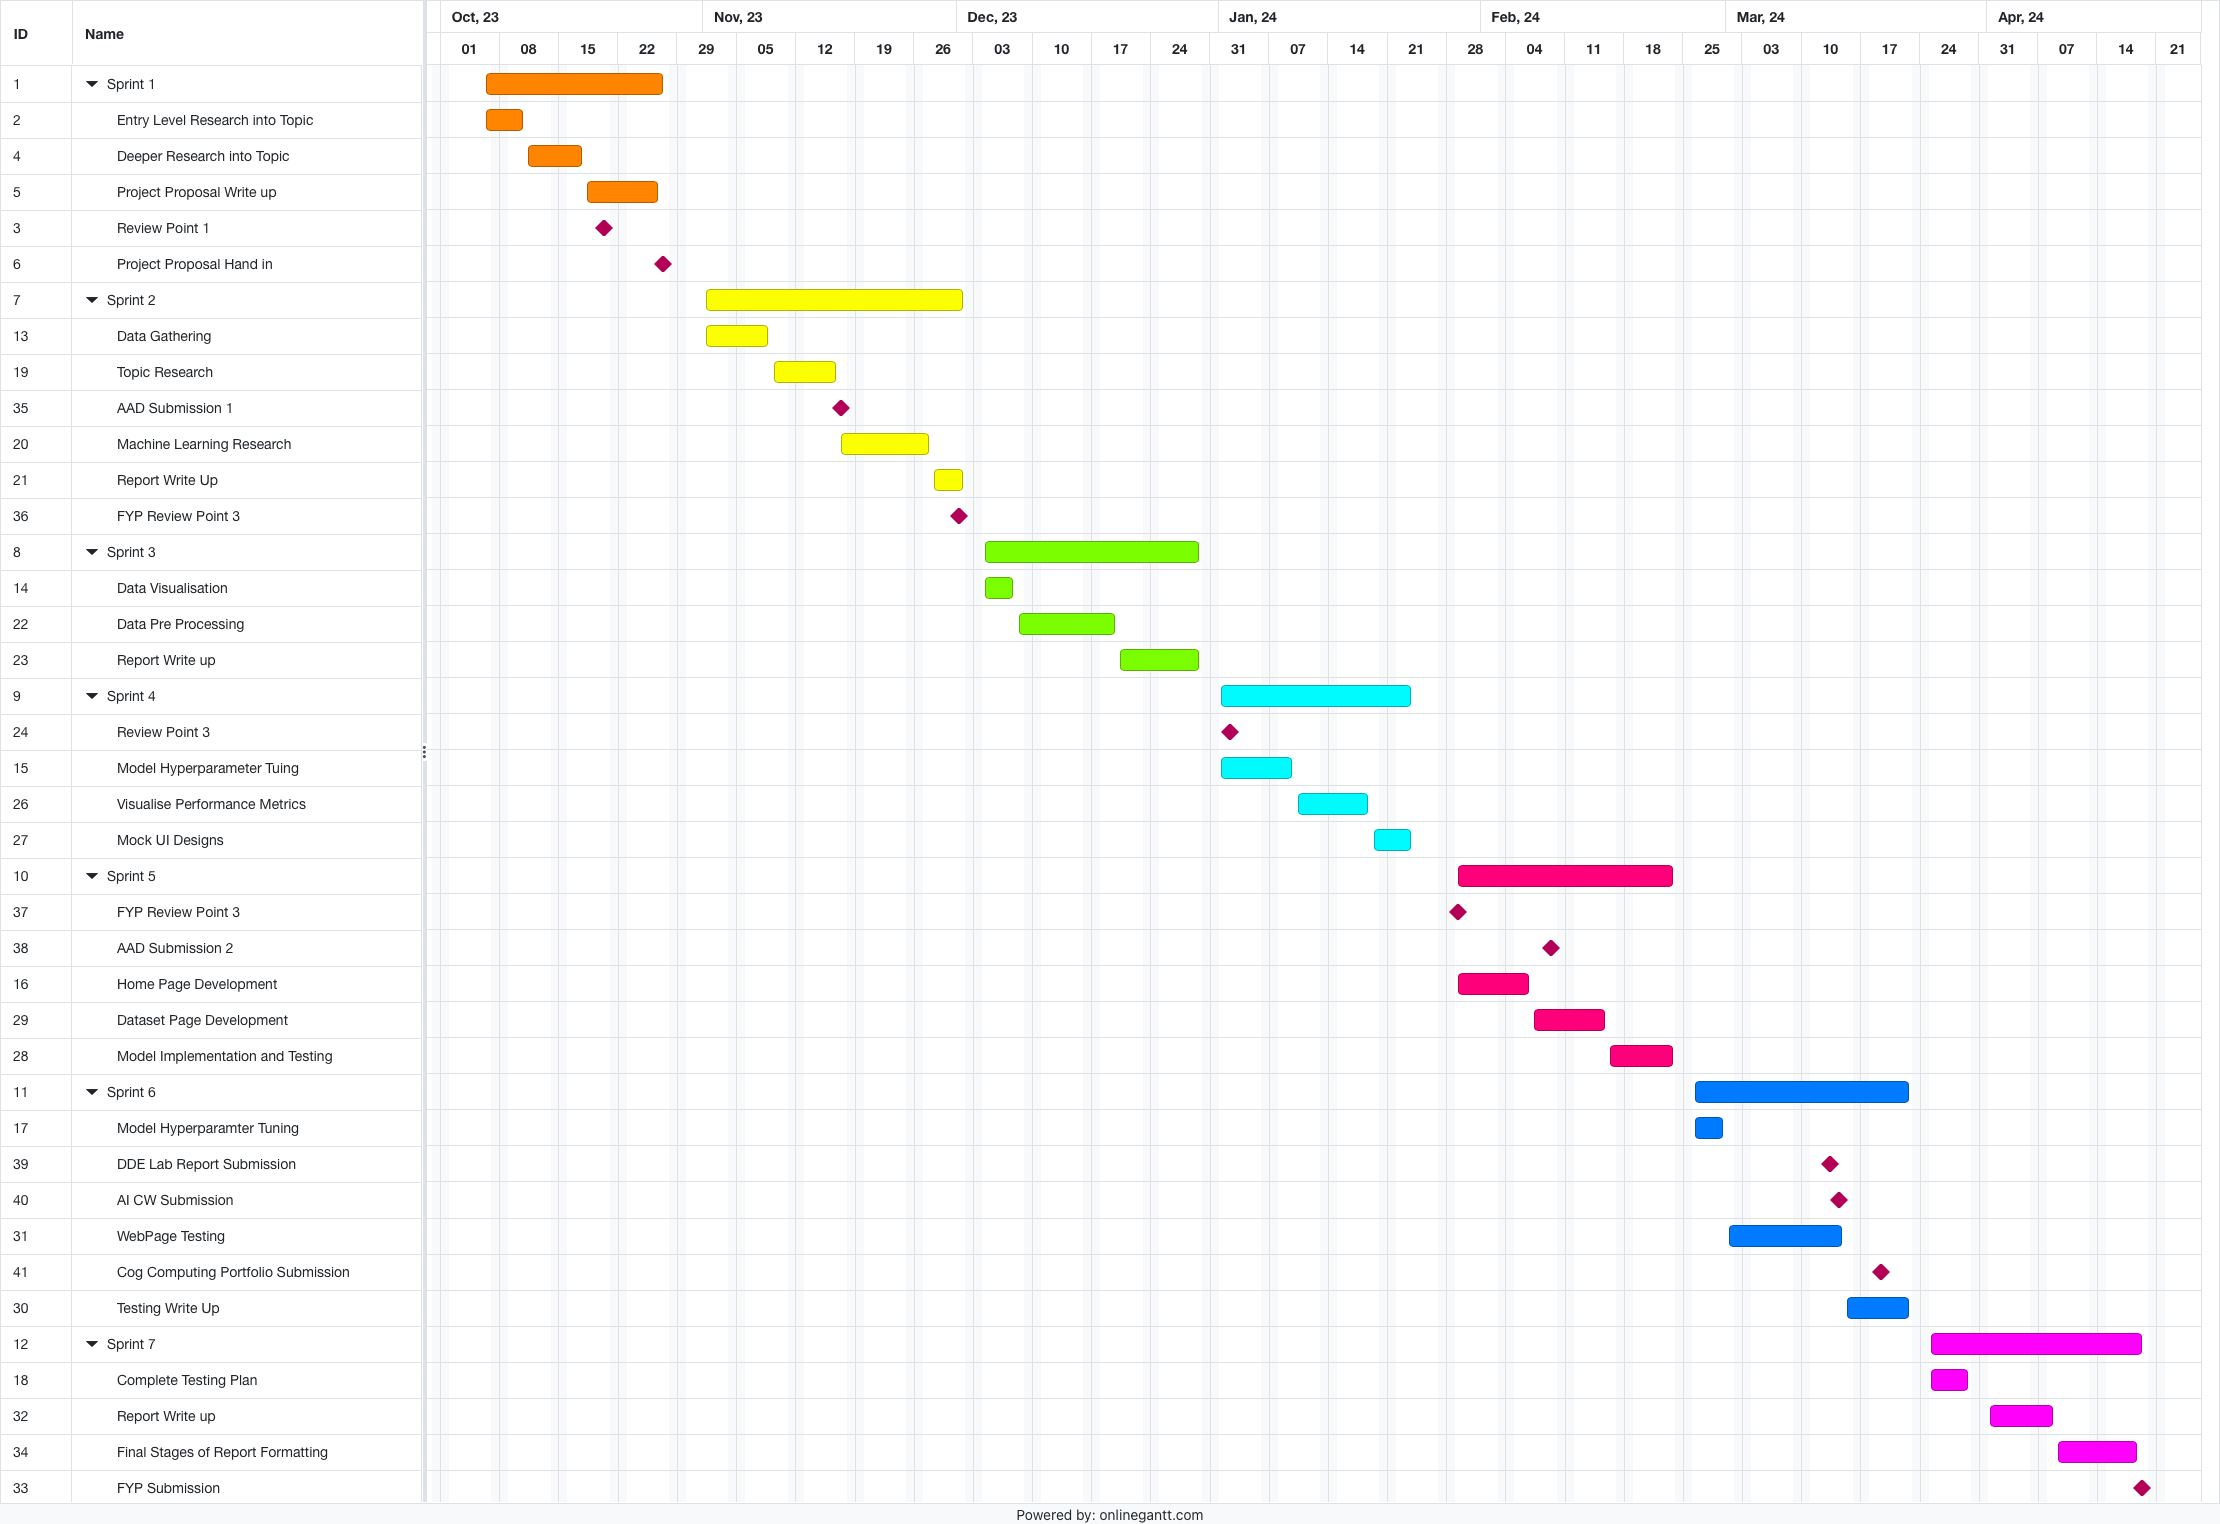 ID Name Oct, 23 Nov, 23 Dec, 23 Jan, 24 Feb, 24 Mar, 24 Apr, 24
01 08 15 22 29 05 12 19 26 03 10 17 24 31 07 14 21 28 04 11 18 25 03 10 17 24 31 07 14 21
1 Sprint 1
2 Entry Level Research into Topic
4 Deeper Research into Topic
5 Project Proposal Write up
3 Review Point 1
6 Project Proposal Hand in
7 Sprint 2
13 Data Gathering
19 Topic Research
35 AAD Submission 1
20 Machine Learning Research
21 Report Write Up
36 FYP Review Point 3
8 Sprint 3
14 Data Visualisation
22 Data Pre Processing
23 Report Write up
9 Sprint 4
24 Review Point 3
15 Model Hyperparameter Tuing
26 Visualise Performance Metrics
27 Mock UI Designs
10 Sprint 5
37 FYP Review Point 3
38 AAD Submission 2
16 Home Page Development
29 Dataset Page Development
28 Model Implementation and Testing
11 Sprint 6
17 Model Hyperparamter Tuning
39 DDE Lab Report Submission
40 AI CW Submission
31 WebPage Testing
41 Cog Computing Portfolio Submission
30 Testing Write Up
12 Sprint 7
18 Complete Testing Plan
32 Report Write up
34 Final Stages of Report Formatting
33 FYP Submission
Powered by: onlinegantt.com